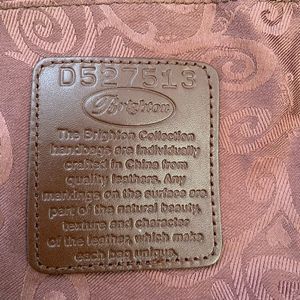 D527513
Brighton
The Brighton Collection
handbags are individually
crafted in China from
quality leathers. Any
markings on the surface are
part of the natural beauty,
texture and character
of the leather, which make
each bag unique.